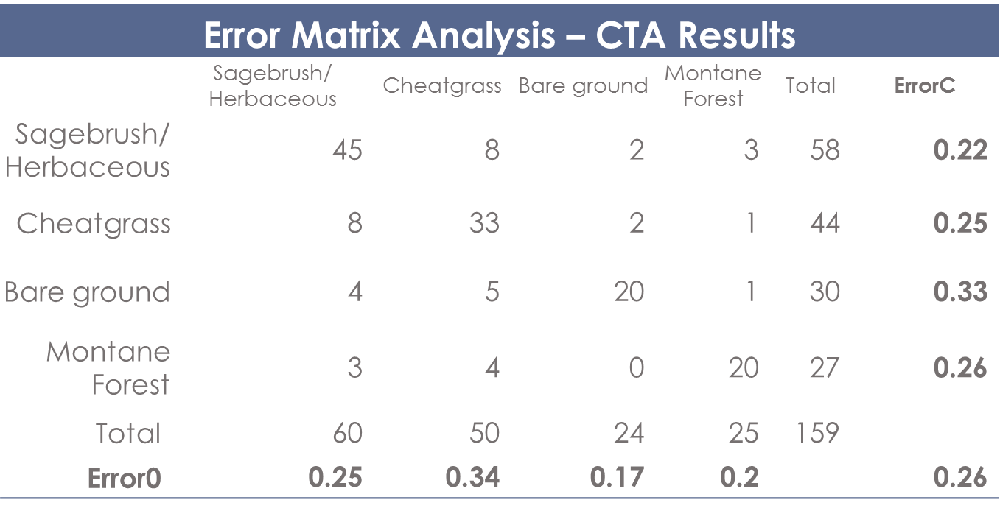 Error Matrix Analysis – CTA Results
Sagebrush/ Herbaceous Cheatgrass Bare ground Montane Forest Total ErrorC
Sagebrush/ Herbaceous 45 8 2 3 58 0.22
Cheatgrass 8 33 2 1 44 0.25
Bare ground 4 5 20 1 30 0.33
Montane Forest 3 4 0 20 27 0.26
Total 60 50 24 25 159
Error0 0.25 0.34 0.17 0.2 0.26